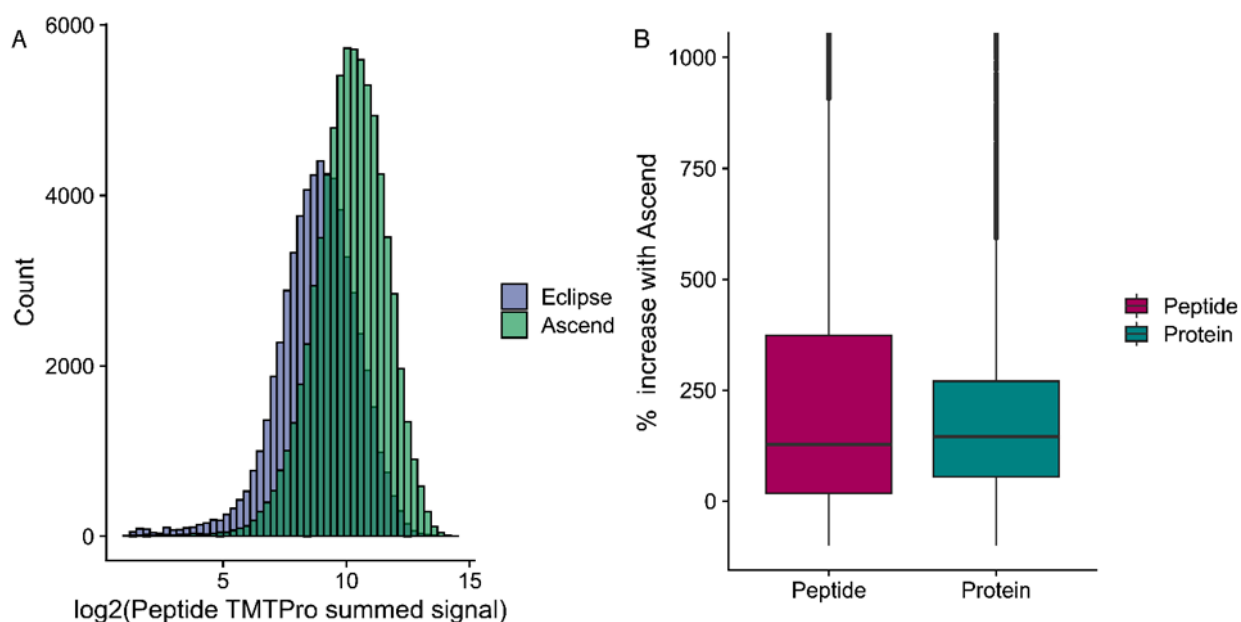 A
6000
4000
2000
0
Count
5
10
15
log2(Peptide TMTPro summed signal)
Eclipse
Ascend
B
1000
750
500
250
0
% increase with Ascend
Peptide
Protein
Peptide
Protein